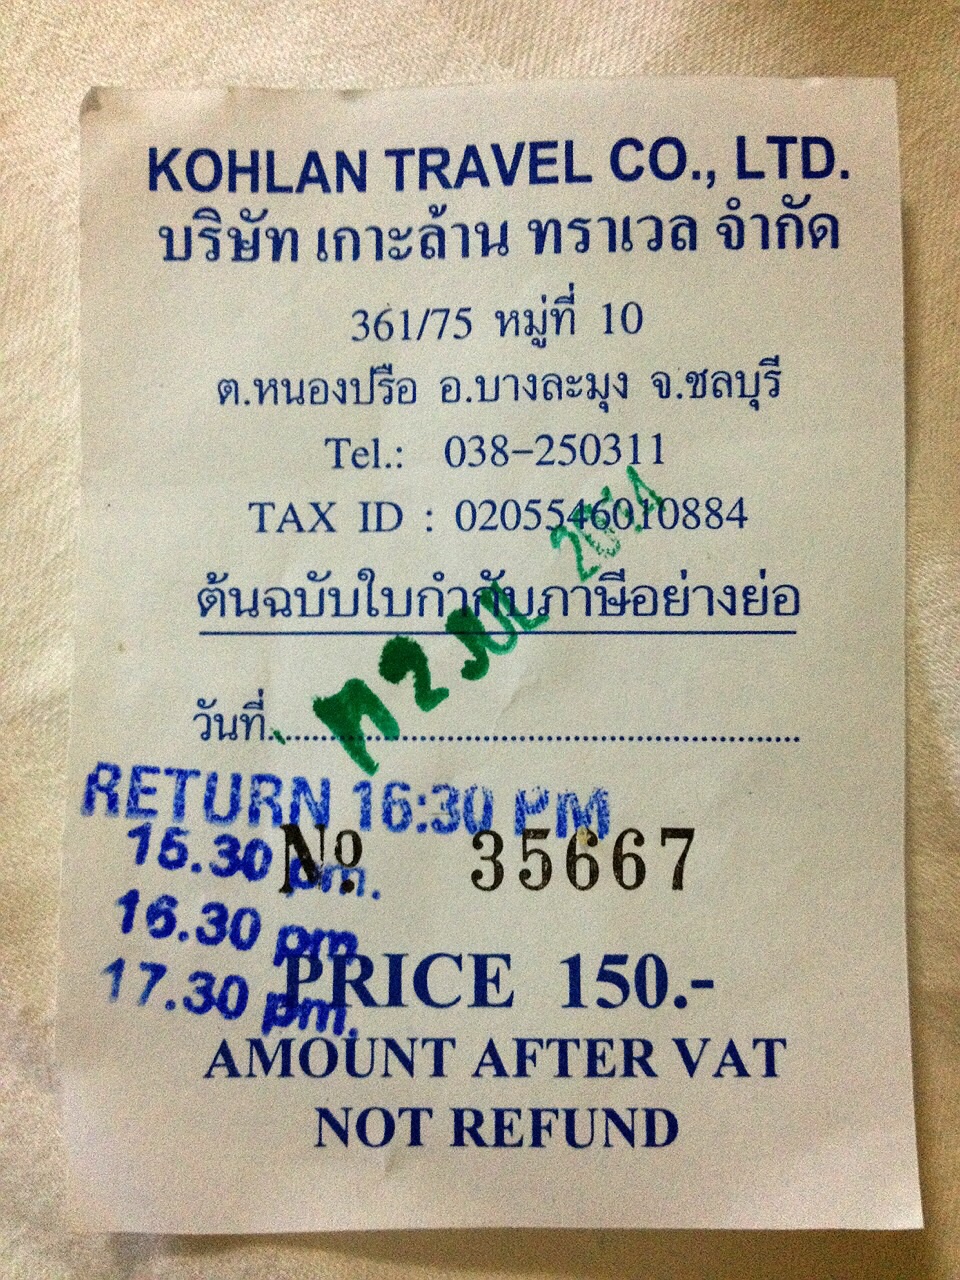 KOHLAN TRAVEL CO., LTD.
บริษัท เกาะล้าน ทราเวล จำกัด
361/75 หมู่ที่ 10
ต.หนองปรือ อ.บางละมุง จ.ชลบุรี
Tel.: 038-250311
TAX ID : 0205546010884
ต้นฉบับใบกำกับภาษีอย่างย่อ
2 JUL 2014
วันที่
RETURN 16:30 PM
15.30 pm.
№ 35667
16.30 pm.
17.30 pm.
PRICE 150.-
AMOUNT AFTER VAT
NOT REFUND